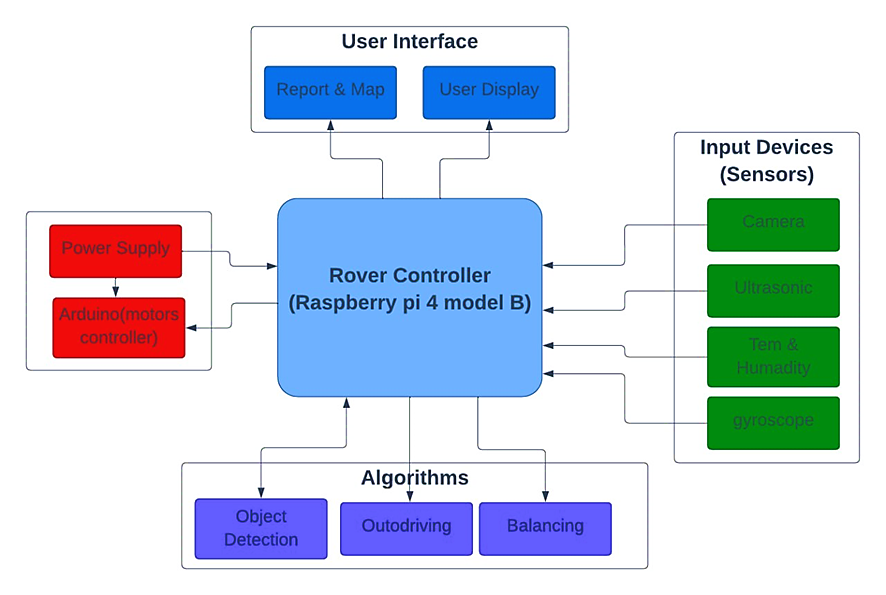 User Interface
Report & Map
User Display
Input Devices
(Sensors)
Camera
Ultrasonic
Tem &
Humadity
gyroscope
Power Supply
Arduino(motors
controller)
Rover Controller
(Raspberry pi 4 model B)
Algorithms
Object
Detection
Outodriving
Balancing